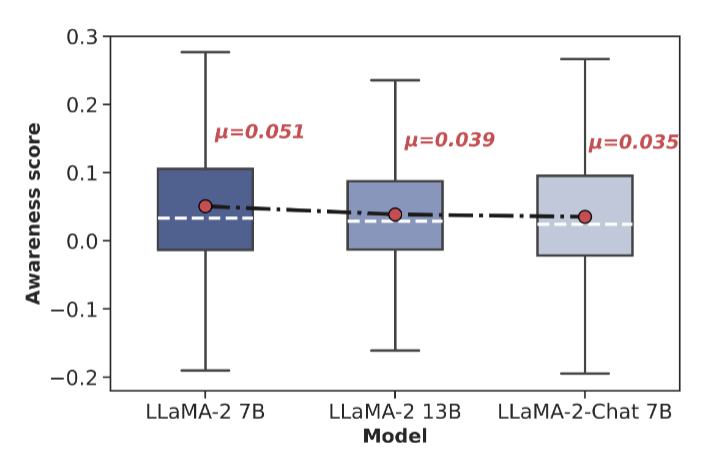 Awareness score
0.3
0.2
0.1
0.0
−0.1
−0.2
μ=0.051
μ=0.039
μ=0.035
LLaMA-2 7B
LLaMA-2 13B
LLaMA-2-Chat 7B
Model